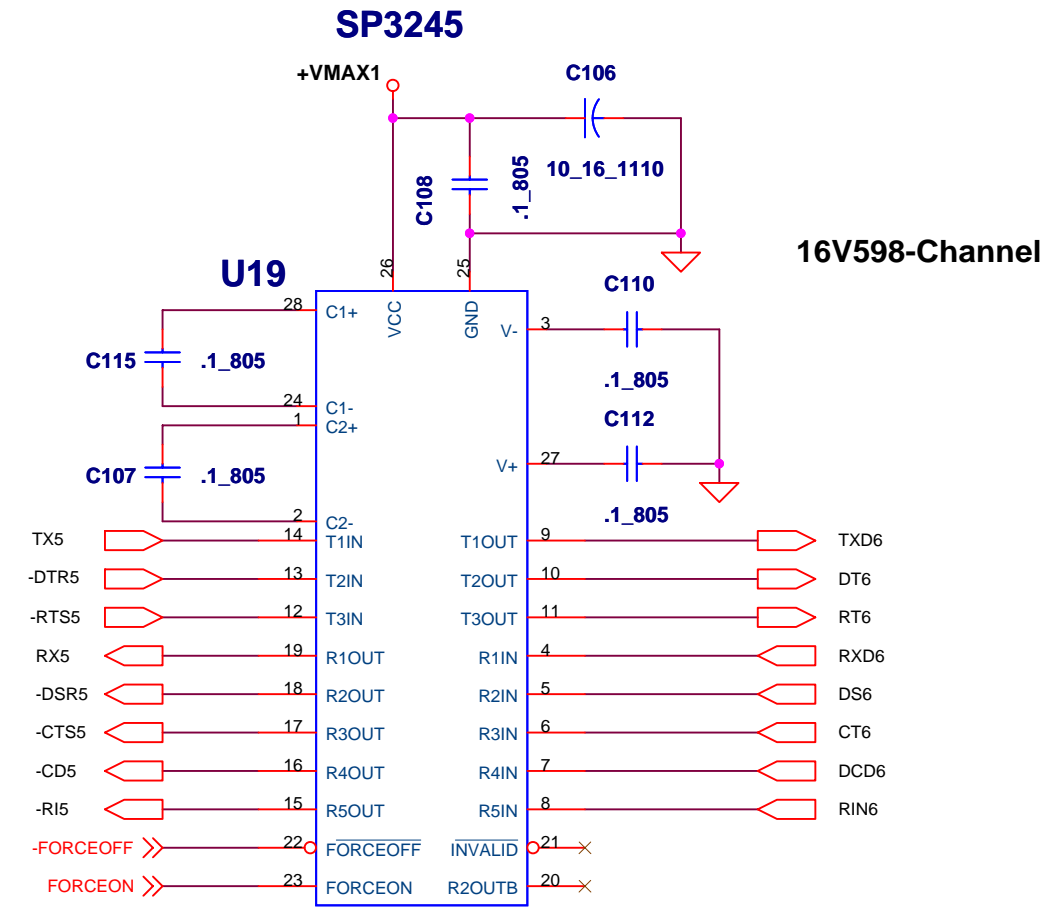 SP3245
+VMAX1
C106
10_16_1110
C108
.1_805
16V598-Channel
U19
26
25
VCC
GND
28
C1+
C115
.1_805
24
C1-
1
C2+
C107
.1_805
2
C2-
C110
V-
3
.1_805
C112
V+
27
.1_805
TX5
14
T1IN
T1OUT
9
TXD6
-DTR5
13
T2IN
T2OUT
10
DT6
-RTS5
12
T3IN
T3OUT
11
RT6
RX5
19
R1OUT
R1IN
4
RXD6
-DSR5
18
R2OUT
R2IN
5
DS6
-CTS5
17
R3OUT
R3IN
6
CT6
-CD5
16
R4OUT
R4IN
7
DCD6
-RI5
15
R5OUT
R5IN
8
RIN6
-FORCEOFF
22
FORCEOFF
INVALID
21
FORCEON
23
FORCEON
R2OUTB
20